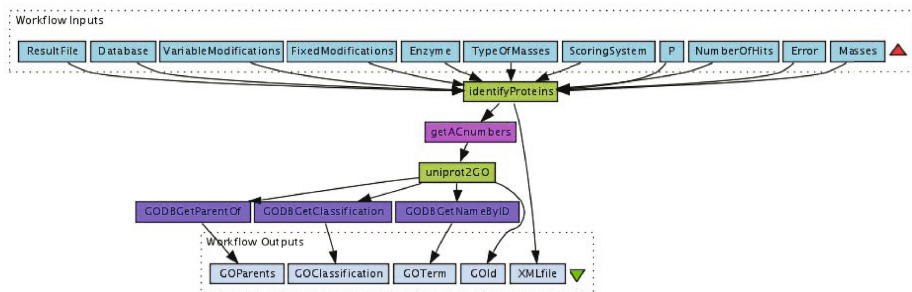 Workflow Inputs
ResultFile Database VariableModifications FixedModifications Enzyme TypeOfMasses ScoringSystem P NumberOfHits Error Masses
identifyProteins
getACnumbers
uniprot2GO
GODBGetParentOf GODBGetClassification GODBGetNameByID
Workflow Outputs
GOParents GOClassification GOTerm GOId XMLfile